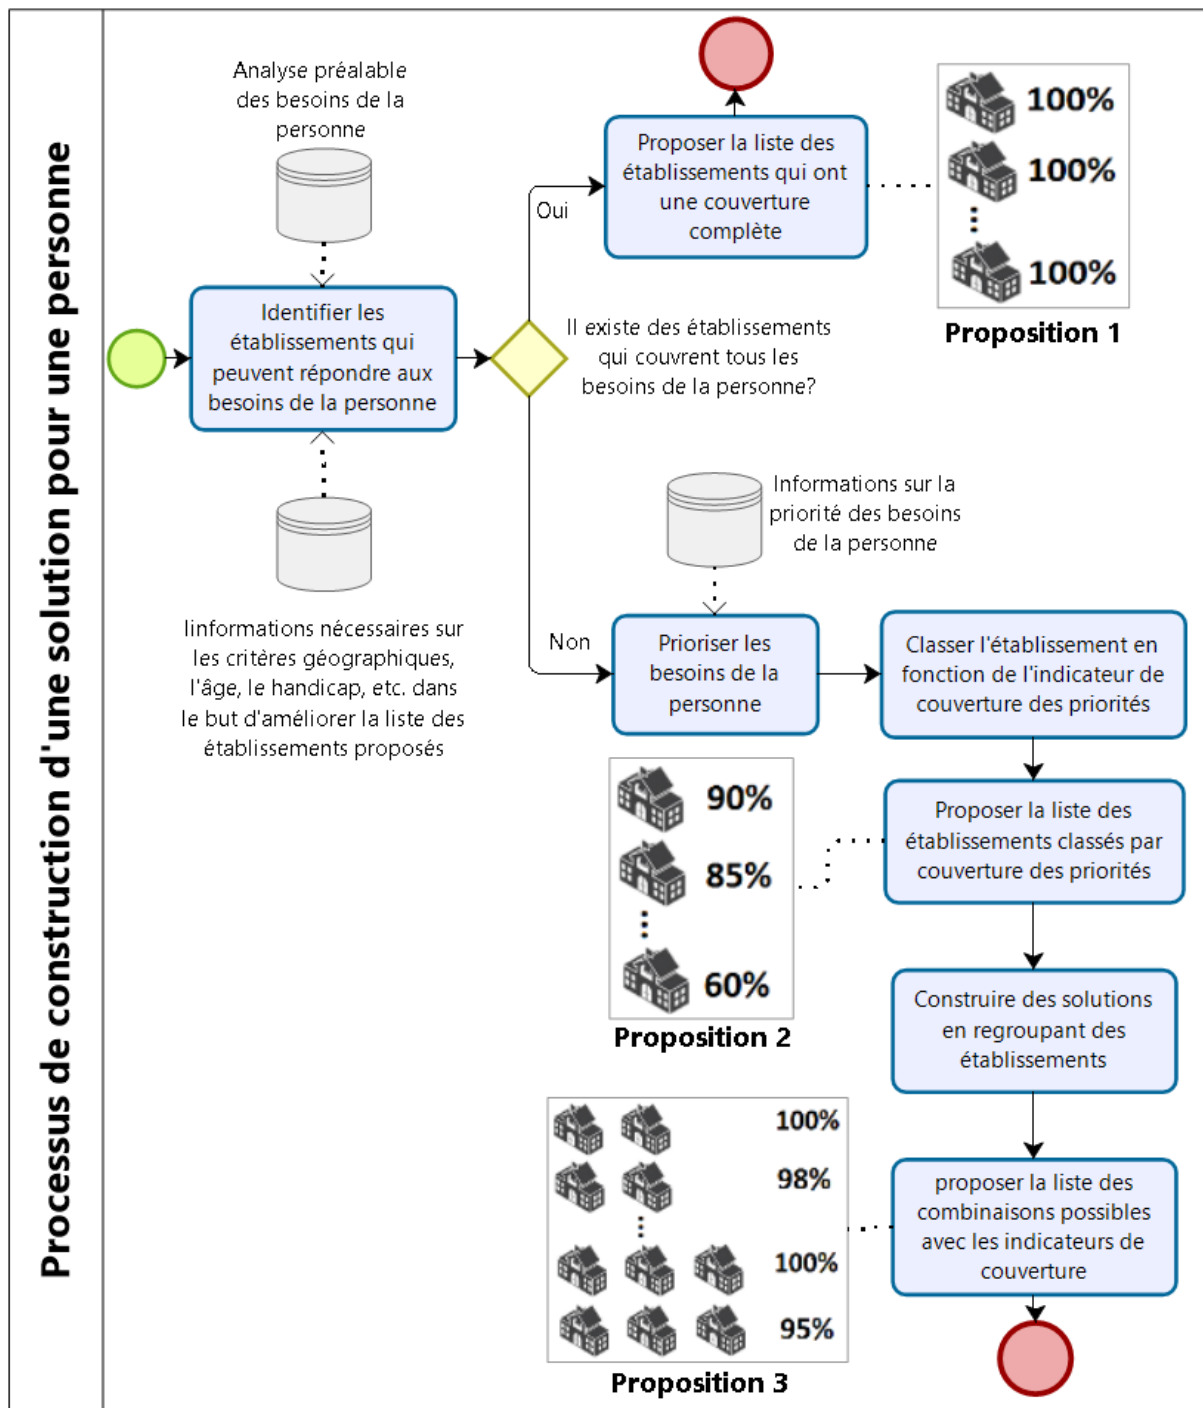 Processus de construction d'une solution pour une personne
Analyse préalable
des besoins de la
personne
Identifier les
établissements qui
peuvent répondre aux
besoins de la personne
Iinformations nécessaires sur
les critères géographiques,
l'âge, le handicap, etc. dans
le but d'améliorer la liste des
établissements proposés
Oui
Proposer la liste des
établissements qui ont
une couverture
complète
100%
100%
100%
Proposition 1
Il existe des établissements
qui couvrent tous les
besoins de la personne?
Informations sur la
priorité des besoins
de la personne
Non
Prioriser les
besoins de la
personne
Classer l'établissement en
fonction de l'indicateur de
couverture des priorités
Proposer la liste des
établissements classés par
couverture des priorités
90%
85%
60%
Proposition 2
Construire des solutions
en regroupant des
établissements
proposer la liste des
combinaisons possibles
avec les indicateurs de
couverture
100%
98%
100%
95%
Proposition 3